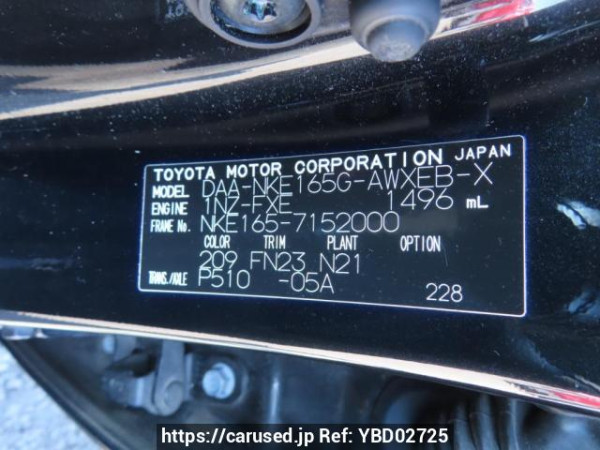 TOYOTA MOTOR CORPORATION JAPAN
MODEL DAA-NKE165G-AWXEB-X
ENGINE 1NZ-FXE 1496 mL
FRAME No. NKE165-7152000
COLOR TRIM PLANT OPTION
209 FN23 N21
TRANS./AXLE P510 -05A
228
https://carused.jp Ref: YBD02725